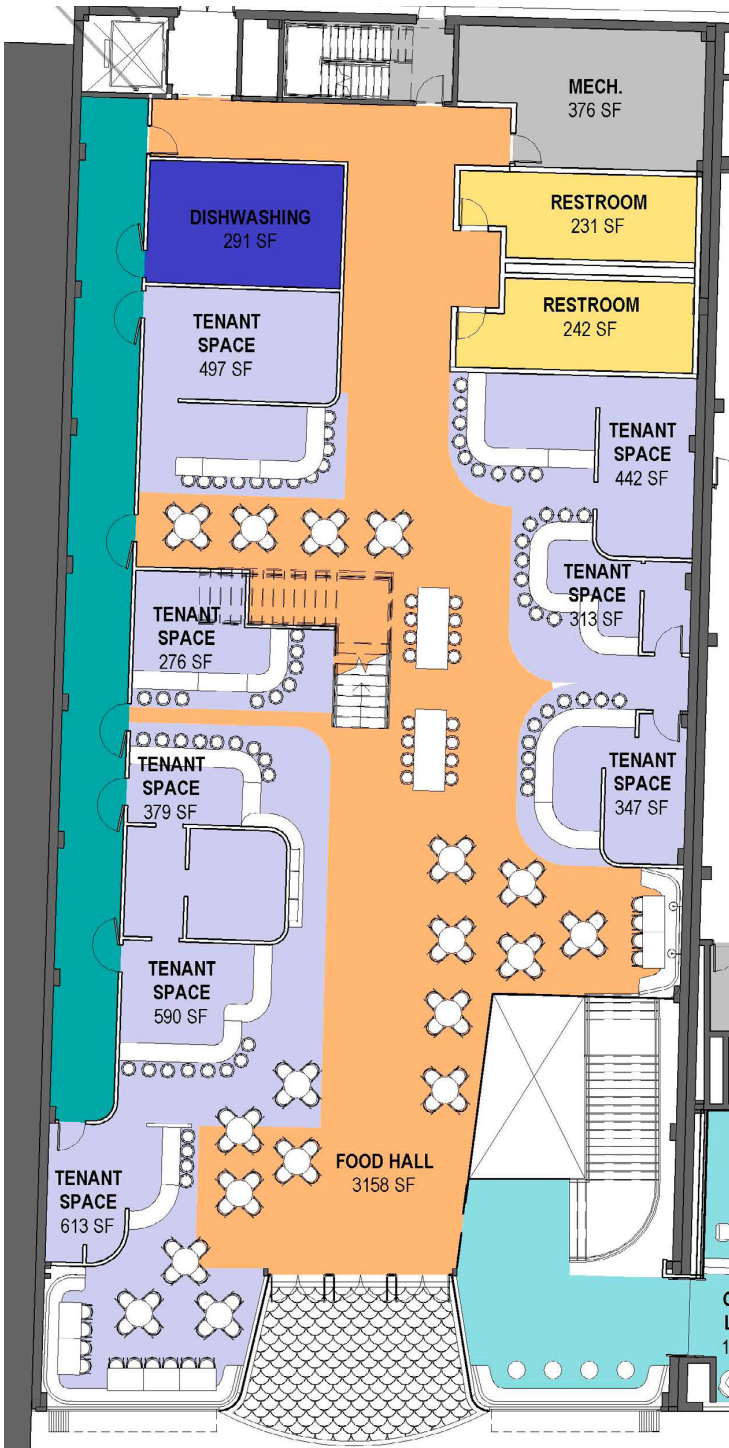 MECH.
376 SF
RESTROOM
231 SF
DISHWASHING
291 SF
RESTROOM
242 SF
TENANT
SPACE
497 SF
TENANT
SPACE
442 SF
TENANT
SPACE
313 SF
TENANT
SPACE
276 SF
TENANT
SPACE
379 SF
TENANT
SPACE
347 SF
TENANT
SPACE
590 SF
FOOD HALL
3158 SF
TENANT
SPACE
613 SF